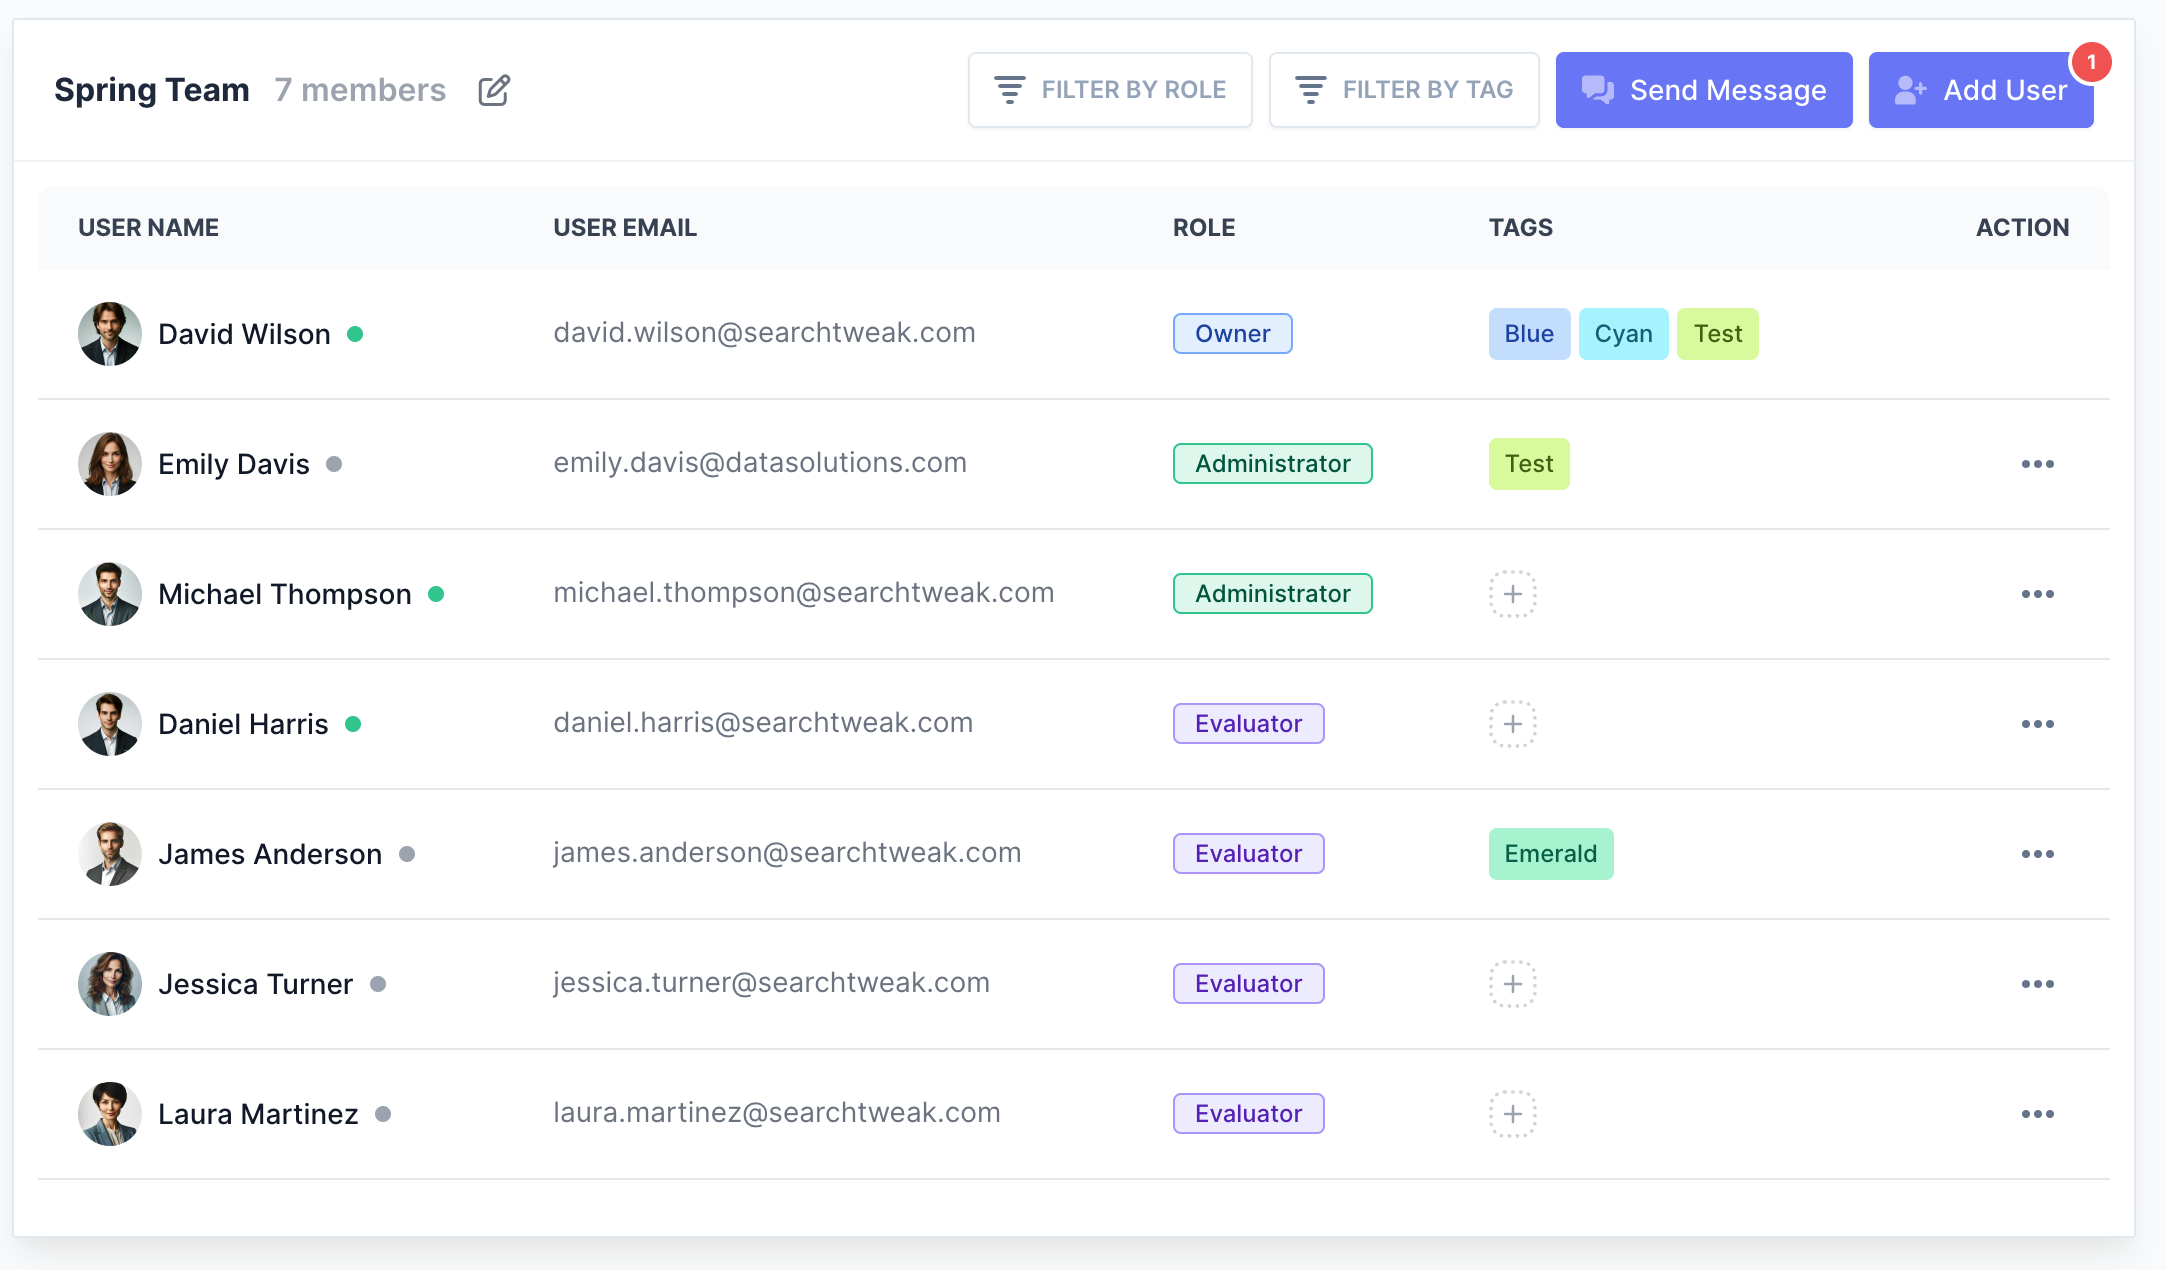 Spring Team 7 members FILTER BY ROLE FILTER BY TAG Send Message Add User 1
USER NAME USER EMAIL ROLE TAGS ACTION
David Wilson david.wilson@searchtweak.com Owner Blue Cyan Test
Emily Davis emily.davis@datasolutions.com Administrator Test
Michael Thompson michael.thompson@searchtweak.com Administrator
Daniel Harris daniel.harris@searchtweak.com Evaluator
James Anderson james.anderson@searchtweak.com Evaluator Emerald
Jessica Turner jessica.turner@searchtweak.com Evaluator
Laura Martinez laura.martinez@searchtweak.com Evaluator